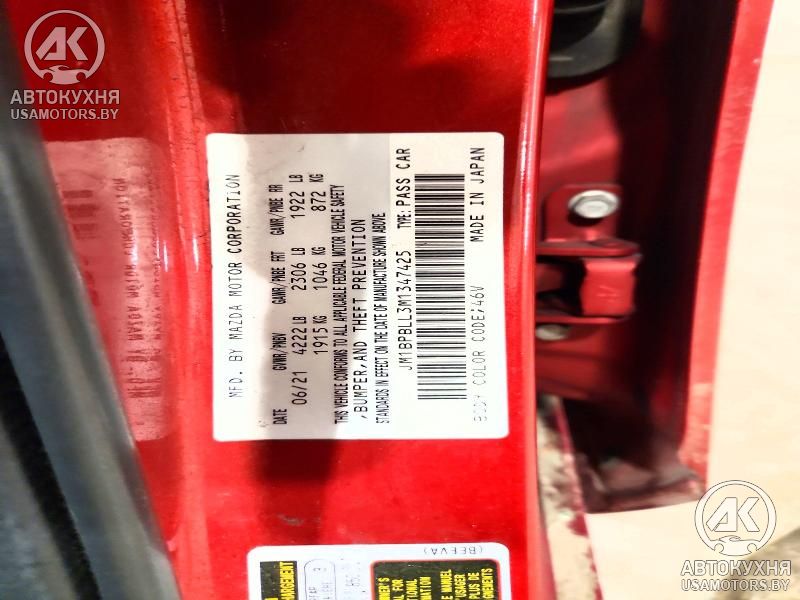 AK
АВТОКУХНЯ
USAMOTORS.BY
MFD. BY MAZDA MOTOR CORPORATION
DATE GVWR/PNBV GAWR/PNBE FRT GAWR/PNBE RR
06/21 4222 LB 2306 LB 1922 LB
1915 KG 1046 KG 872 KG
THIS VEHICLE CONFORMS TO ALL APPLICABLE FEDERAL MOTOR VEHICLE SAFETY
,BUMPER,AND THEFT PREVENTION
STANDARDS IN EFFECT ON THE DATE OF MANUFACTURE SHOWN ABOVE
JM1BPBLL3M1347425 TYPE: PASS CAR
BODY COLOR CODE;46V MADE IN JAPAN
(BEEVA)
AK
АВТОКУХНЯ
USAMOTORS.BY